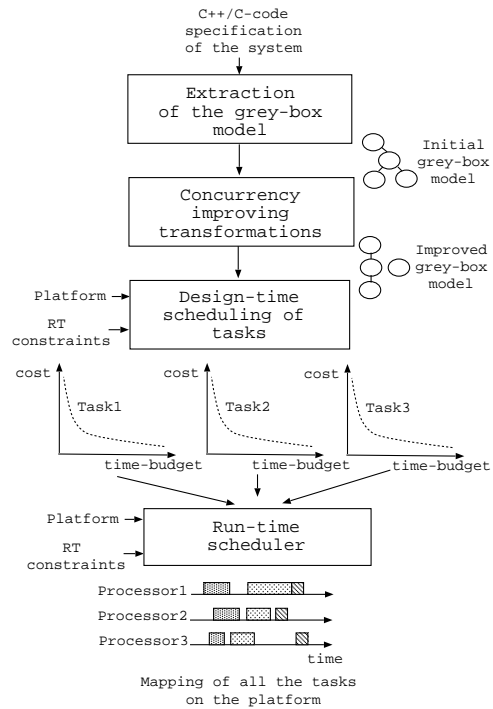 C++/C-code
specification
of the system
Extraction
of the grey-box
model
Initial
grey-box
model
Concurrency
improving
transformations
Improved
grey-box
model
Platform
Design-time
scheduling of
tasks
RT
constraints
cost
Task1
time-budget
cost
Task2
time-budget
cost
Task3
time-budget
Platform
Run-time
scheduler
RT
constraints
Processor1
Processor2
Processor3
time
Mapping of all the tasks
on the platform